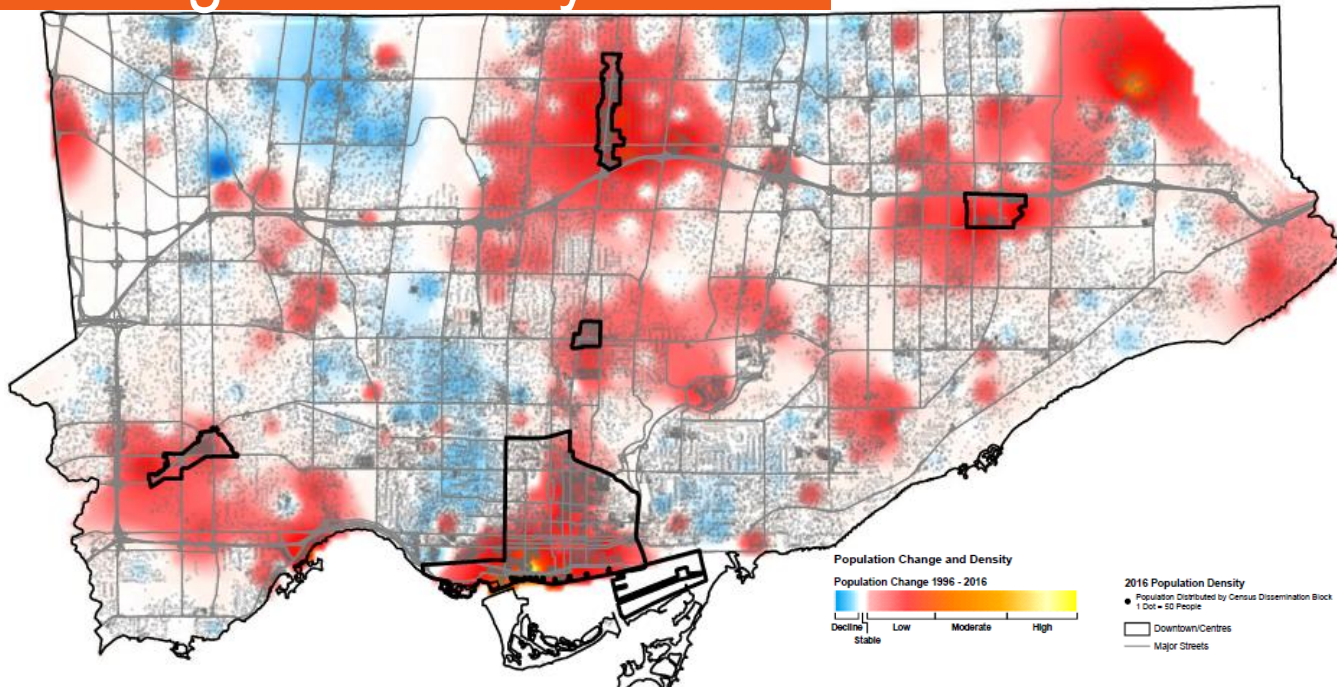 Population Change and Density
Population Change 1996 - 2016
Decline
Stable
Low
Moderate
High
2016 Population Density
Population Distributed by Census Dissemination Block
1 Dot = 50 People
Downtown/Centres
Major Streets